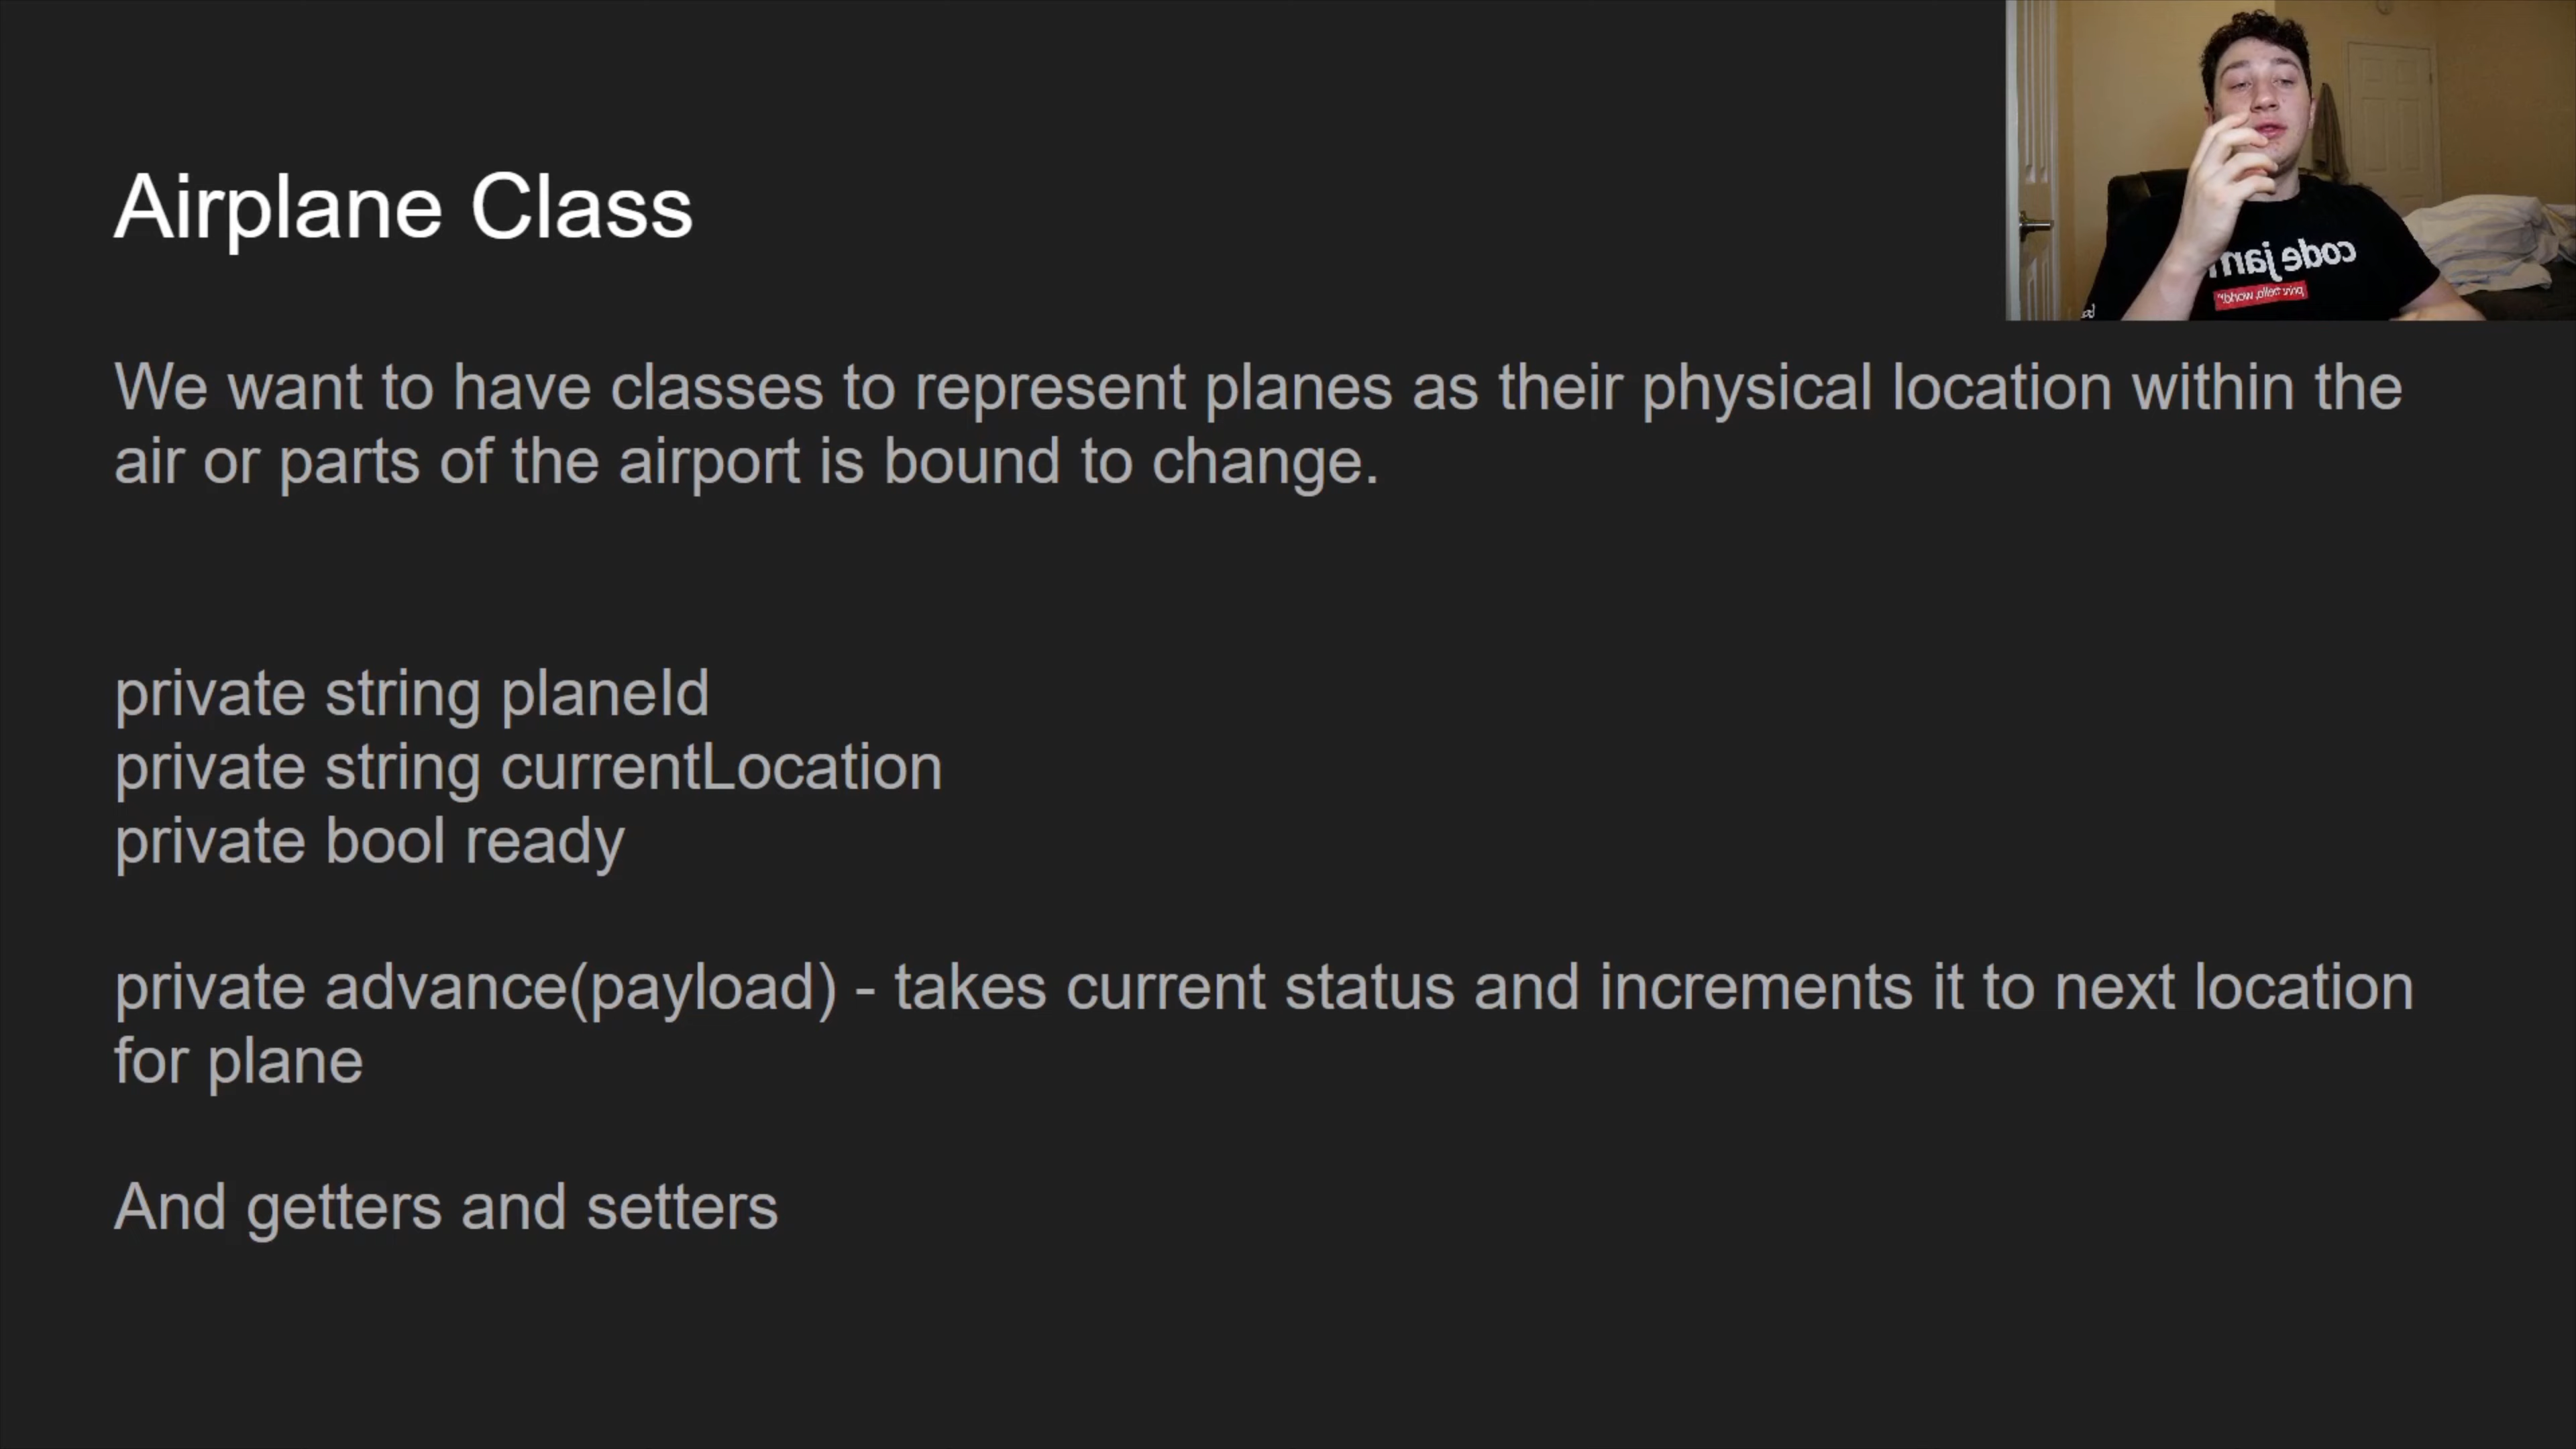 Airplane Class
code jam
We want to have classes to represent planes as their physical location within the
air or parts of the airport is bound to change.
private string planeId
private string currentLocation
private bool ready
private advance(payload) - takes current status and increments it to next location
for plane
And getters and setters